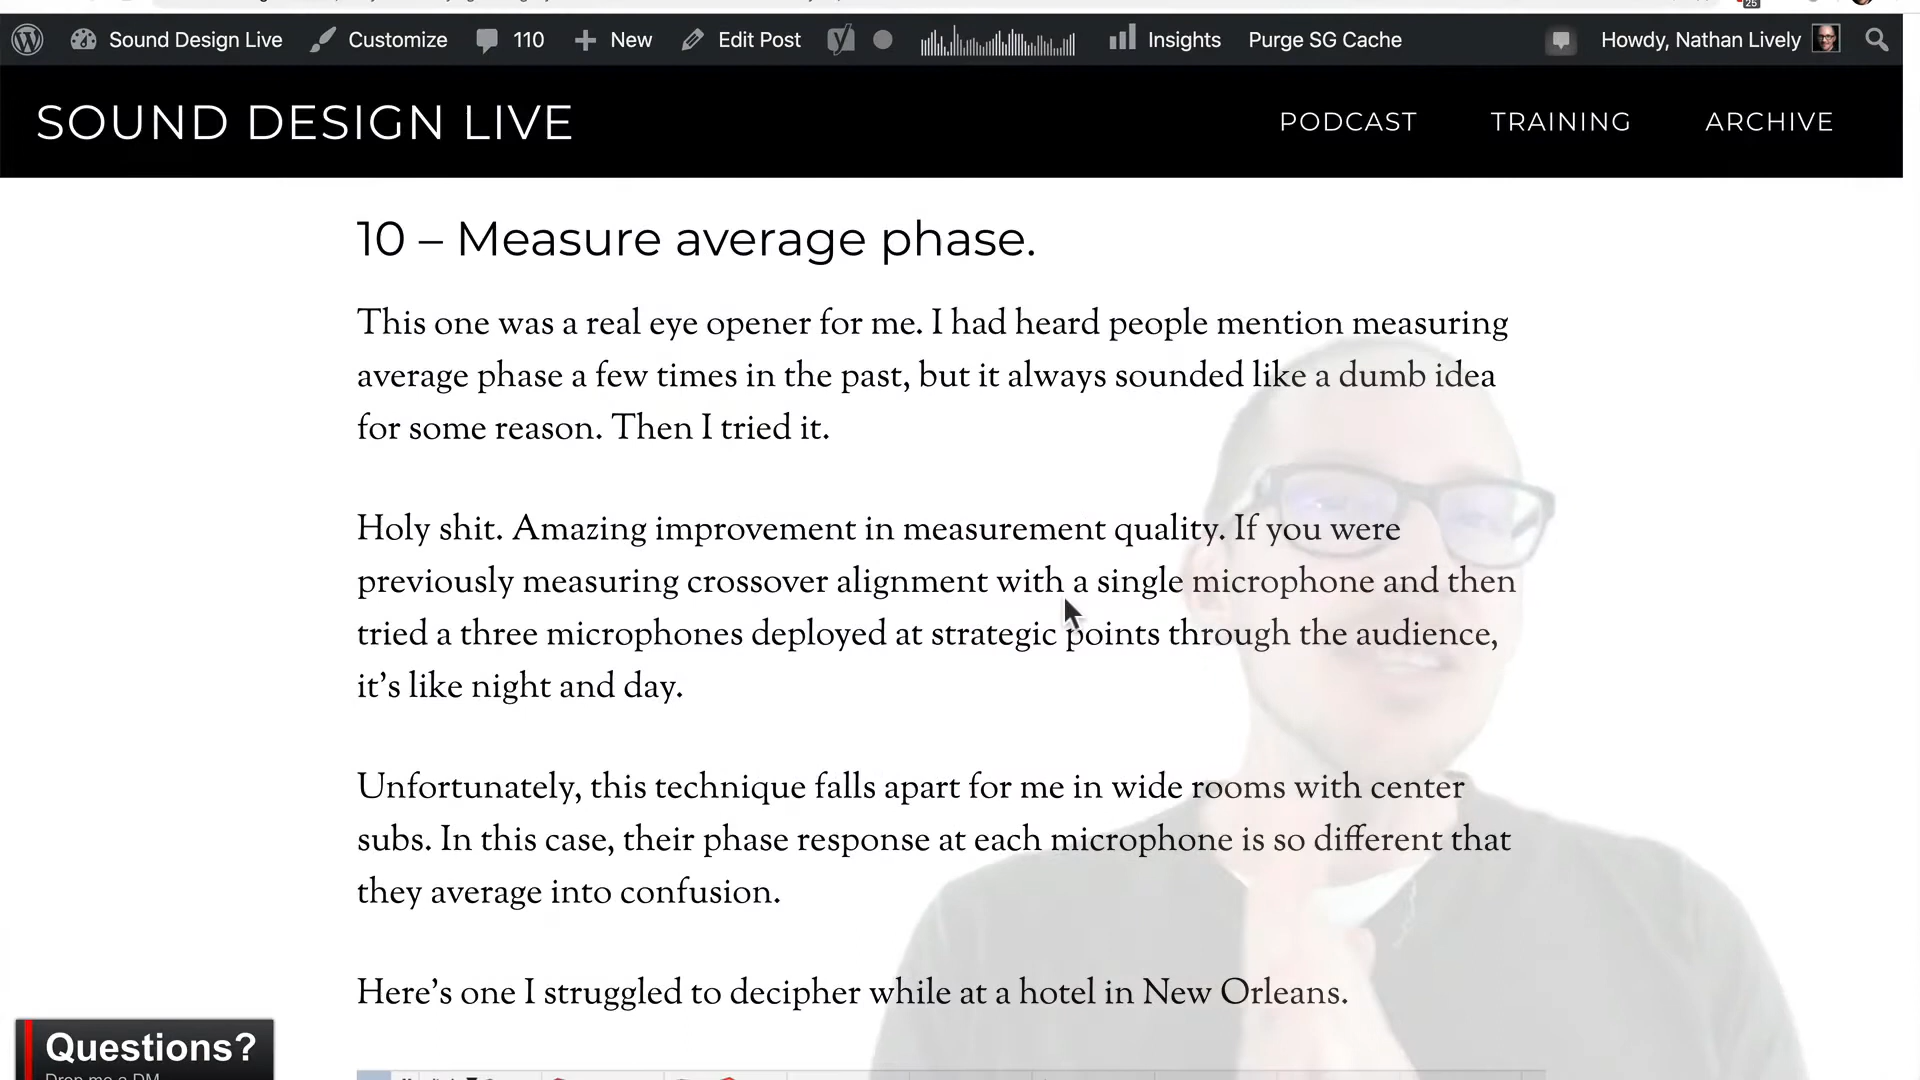 Sound Design Live Customize 110 New Edit Post Insights Purge SG Cache Howdy, Nathan Lively
25
SOUND DESIGN LIVE PODCAST TRAINING ARCHIVE
10 – Measure average phase.
This one was a real eye opener for me. I had heard people mention measuring
average phase a few times in the past, but it always sounded like a dumb idea
for some reason. Then I tried it.
Holy shit. Amazing improvement in measurement quality. If you were
previously measuring crossover alignment with a single microphone and then
tried a three microphones deployed at strategic points through the audience,
it’s like night and day.
Unfortunately, this technique falls apart for me in wide rooms with center
subs. In this case, their phase response at each microphone is so different that
they average into confusion.
Here’s one I struggled to decipher while at a hotel in New Orleans.
Questions?
Drop me a DM